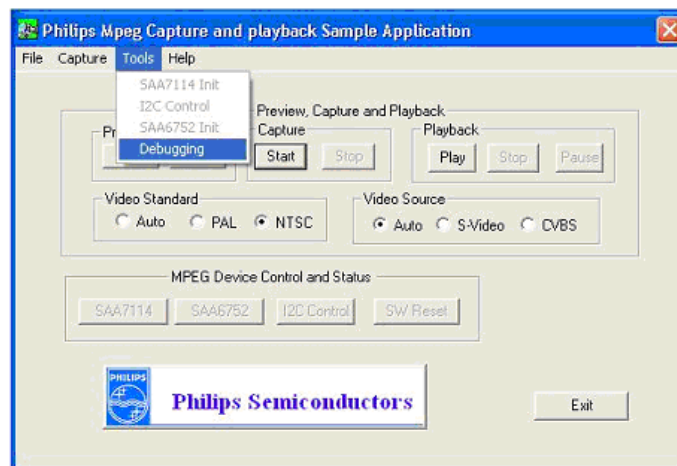 Philips Mpeg Capture and playback Sample Application
File Capture Tools Help
SAA7114 Init
I2C Control
SAA6752 Init
Debugging
Preview, Capture and Playback
Capture
Playback
Start
Stop
Play
Stop
Pause
Video Standard
Auto
PAL
NTSC
Video Source
Auto
S-Video
CVBS
MPEG Device Control and Status
SAA7114
SAA6752
I2C Control
SW Reset
PHILIPS
Philips Semiconductors
Exit